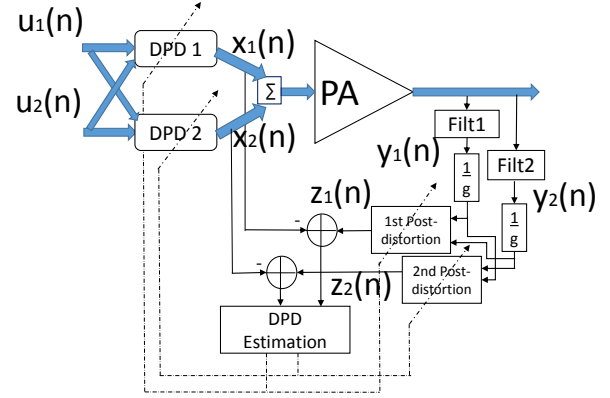 u1(n)
DPD 1
x1(n)
Σ
PA
u2(n)
DPD 2
x2(n)
Filt1
y1(n)
Filt2
1
g
y2(n)
1
g
z1(n)
-
1st Post-
distortion
-
z2(n)
2nd Post-
distortion
DPD
Estimation